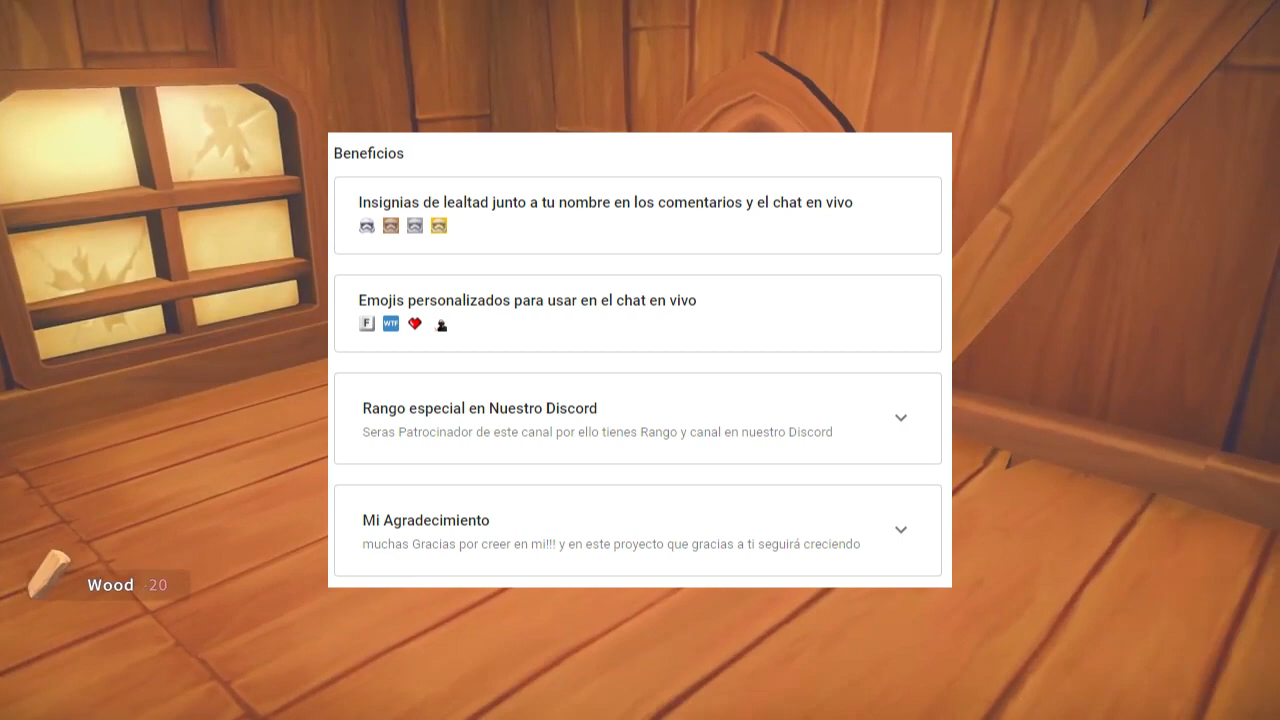 Beneficios
Insignias de lealtad junto a tu nombre en los comentarios y el chat en vivo
Emojis personalizados para usar en el chat en vivo
F WTF
Rango especial en Nuestro Discord
Seras Patrocinador de este canal por ello tienes Rango y canal en nuestro Discord
Mi Agradecimiento
muchas Gracias por creer en mi!!! y en este proyecto que gracias a ti seguirá creciendo
Wood -20